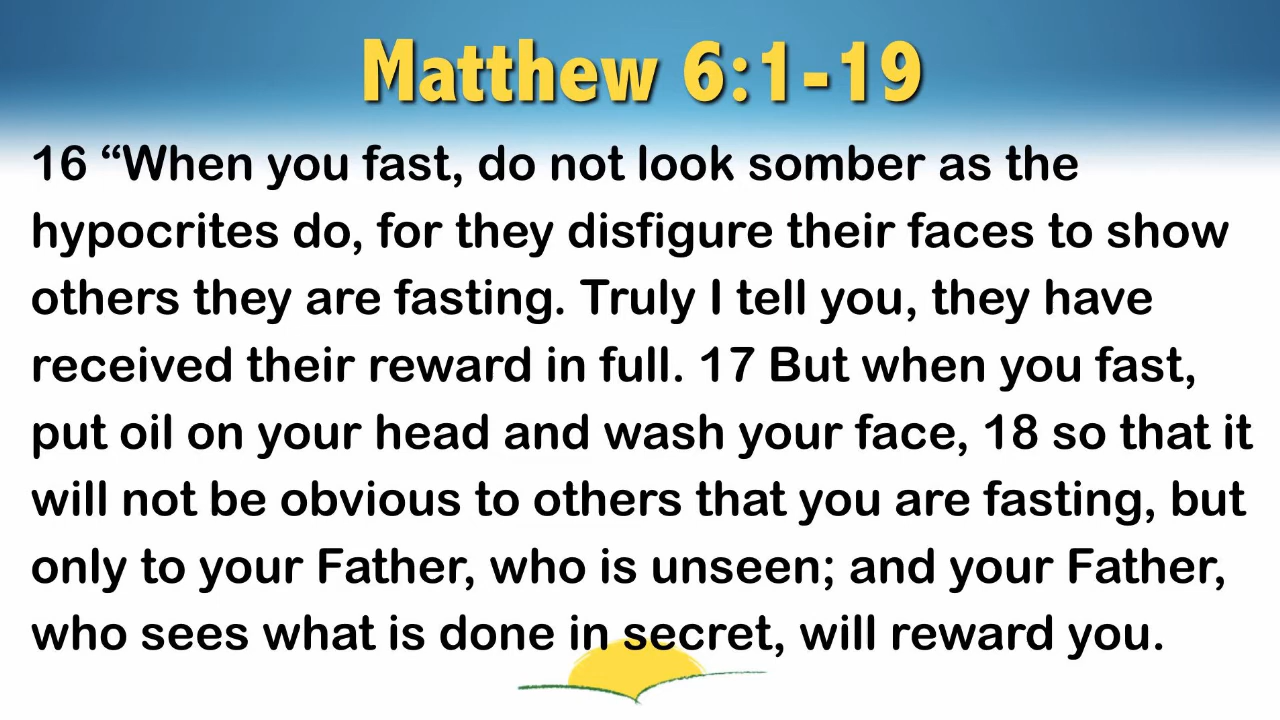 Matthew 6:1-19
16 “When you fast, do not look somber as the
hypocrites do, for they disfigure their faces to show
others they are fasting. Truly I tell you, they have
received their reward in full. 17 But when you fast,
put oil on your head and wash your face, 18 so that it
will not be obvious to others that you are fasting, but
only to your Father, who is unseen; and your Father,
who sees what is done in secret, will reward you.